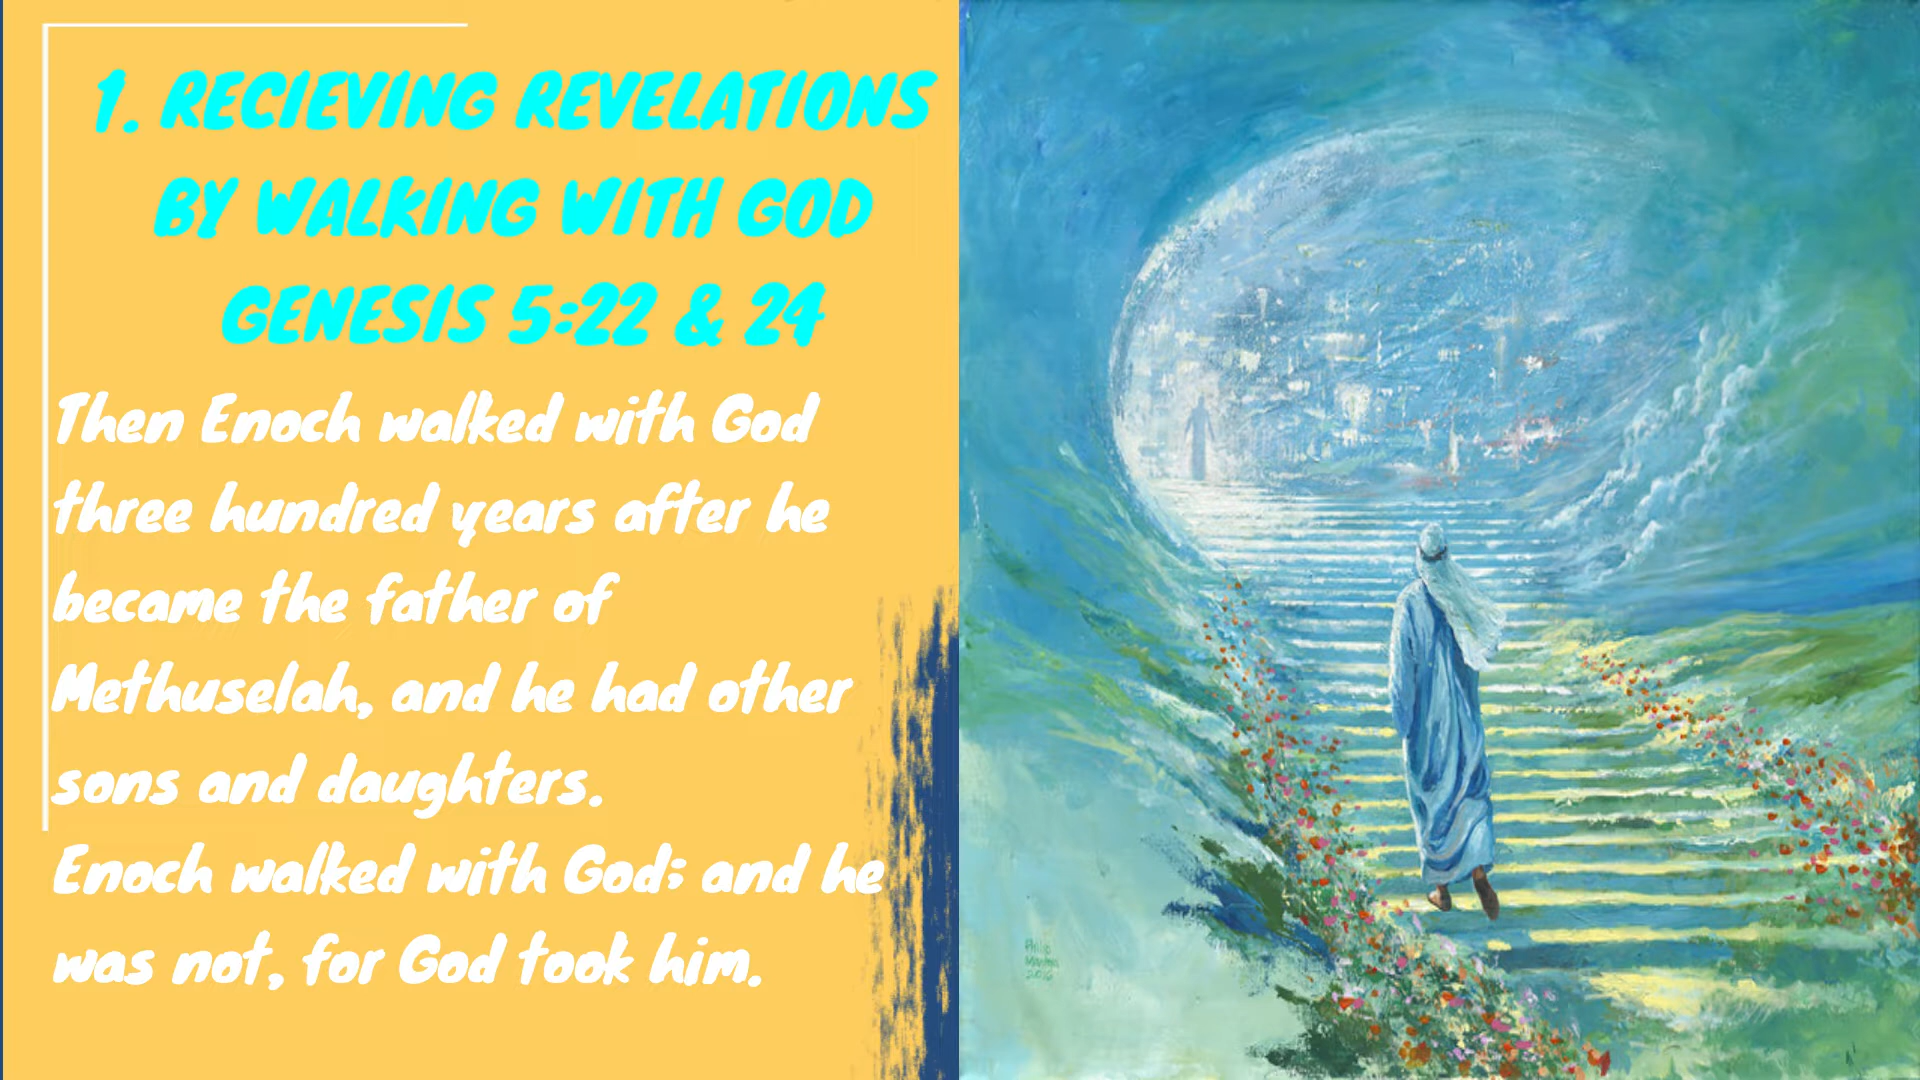 1. RECIEVING REVELATIONS
BY WALKING WITH GOD
GENESIS 5:22 & 24
Then Enoch walked with God
three hundred years after he
became the father of
Methuselah, and he had other
sons and daughters.
Enoch walked with God; and he
was not, for God took him.
2016